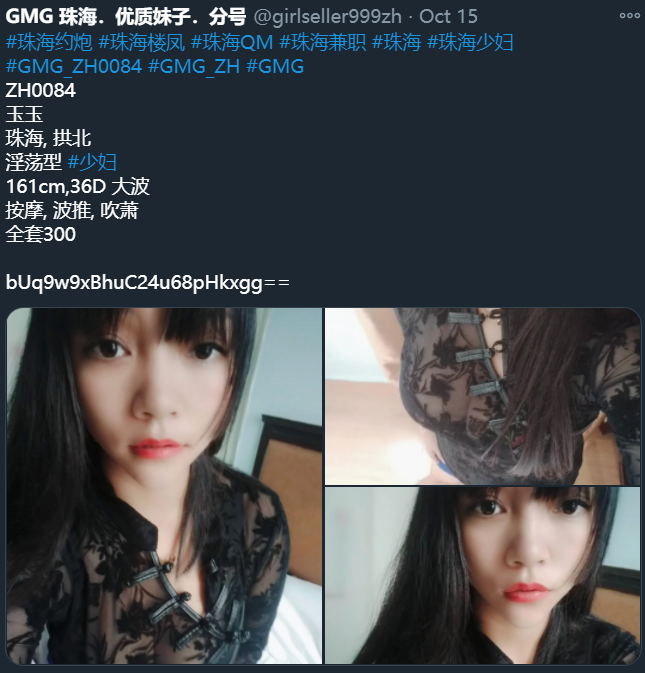 GMG 珠海．优质妹子．分号 @girlseller999zh · Oct 15
#珠海约炮 #珠海楼凤 #珠海QM #珠海兼职 #珠海 #珠海少妇
#GMG_ZH0084 #GMG_ZH #GMG
ZH0084
玉玉
珠海, 拱北
淫荡型 #少妇
161cm,36D 大波
按摩, 波推, 吹萧
全套300
bUq9w9xBhuC24u68pHkxgg==